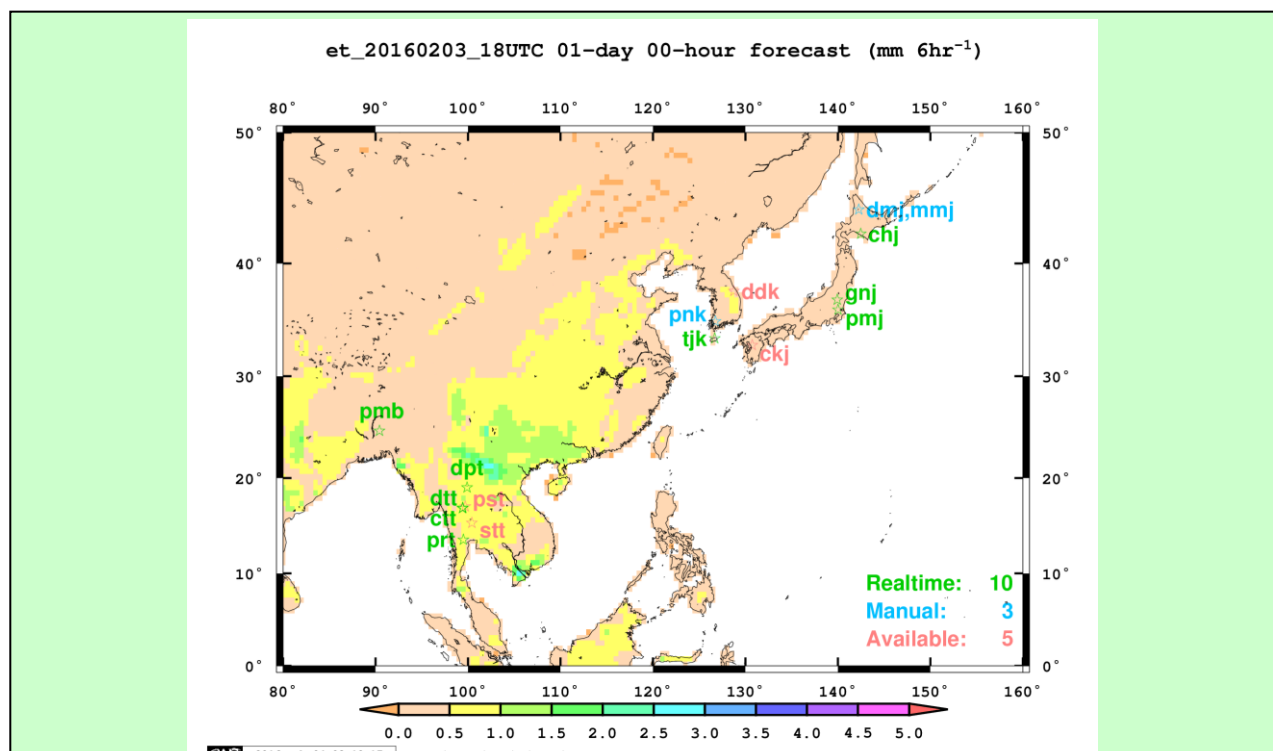 et_20160203_18UTC 01-day 00-hour forecast (mm 6hr⁻¹)
80° 90° 100° 110° 120° 130° 140° 150° 160°
50° 50°
dmj,mmj
chj
40° 40°
ddk
gnj
pnk
pmj
tjk
ckj
30° 30°
pmb
dpt
20° 20°
dtt pst
ctt
stt
prt
10° 10°
Realtime: 10
Manual: 3
Available: 5
0° 0°
80° 90° 100° 110° 120° 130° 140° 150° 160°
0.0 0.5 1.0 1.5 2.0 2.5 3.0 3.5 4.0 4.5 5.0